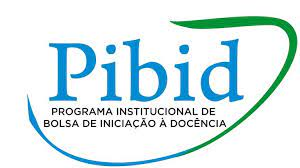 Pibid
PROGRAMA INSTITUCIONAL DE
BOLSA DE INICIAÇÃO À DOCÊNCIA